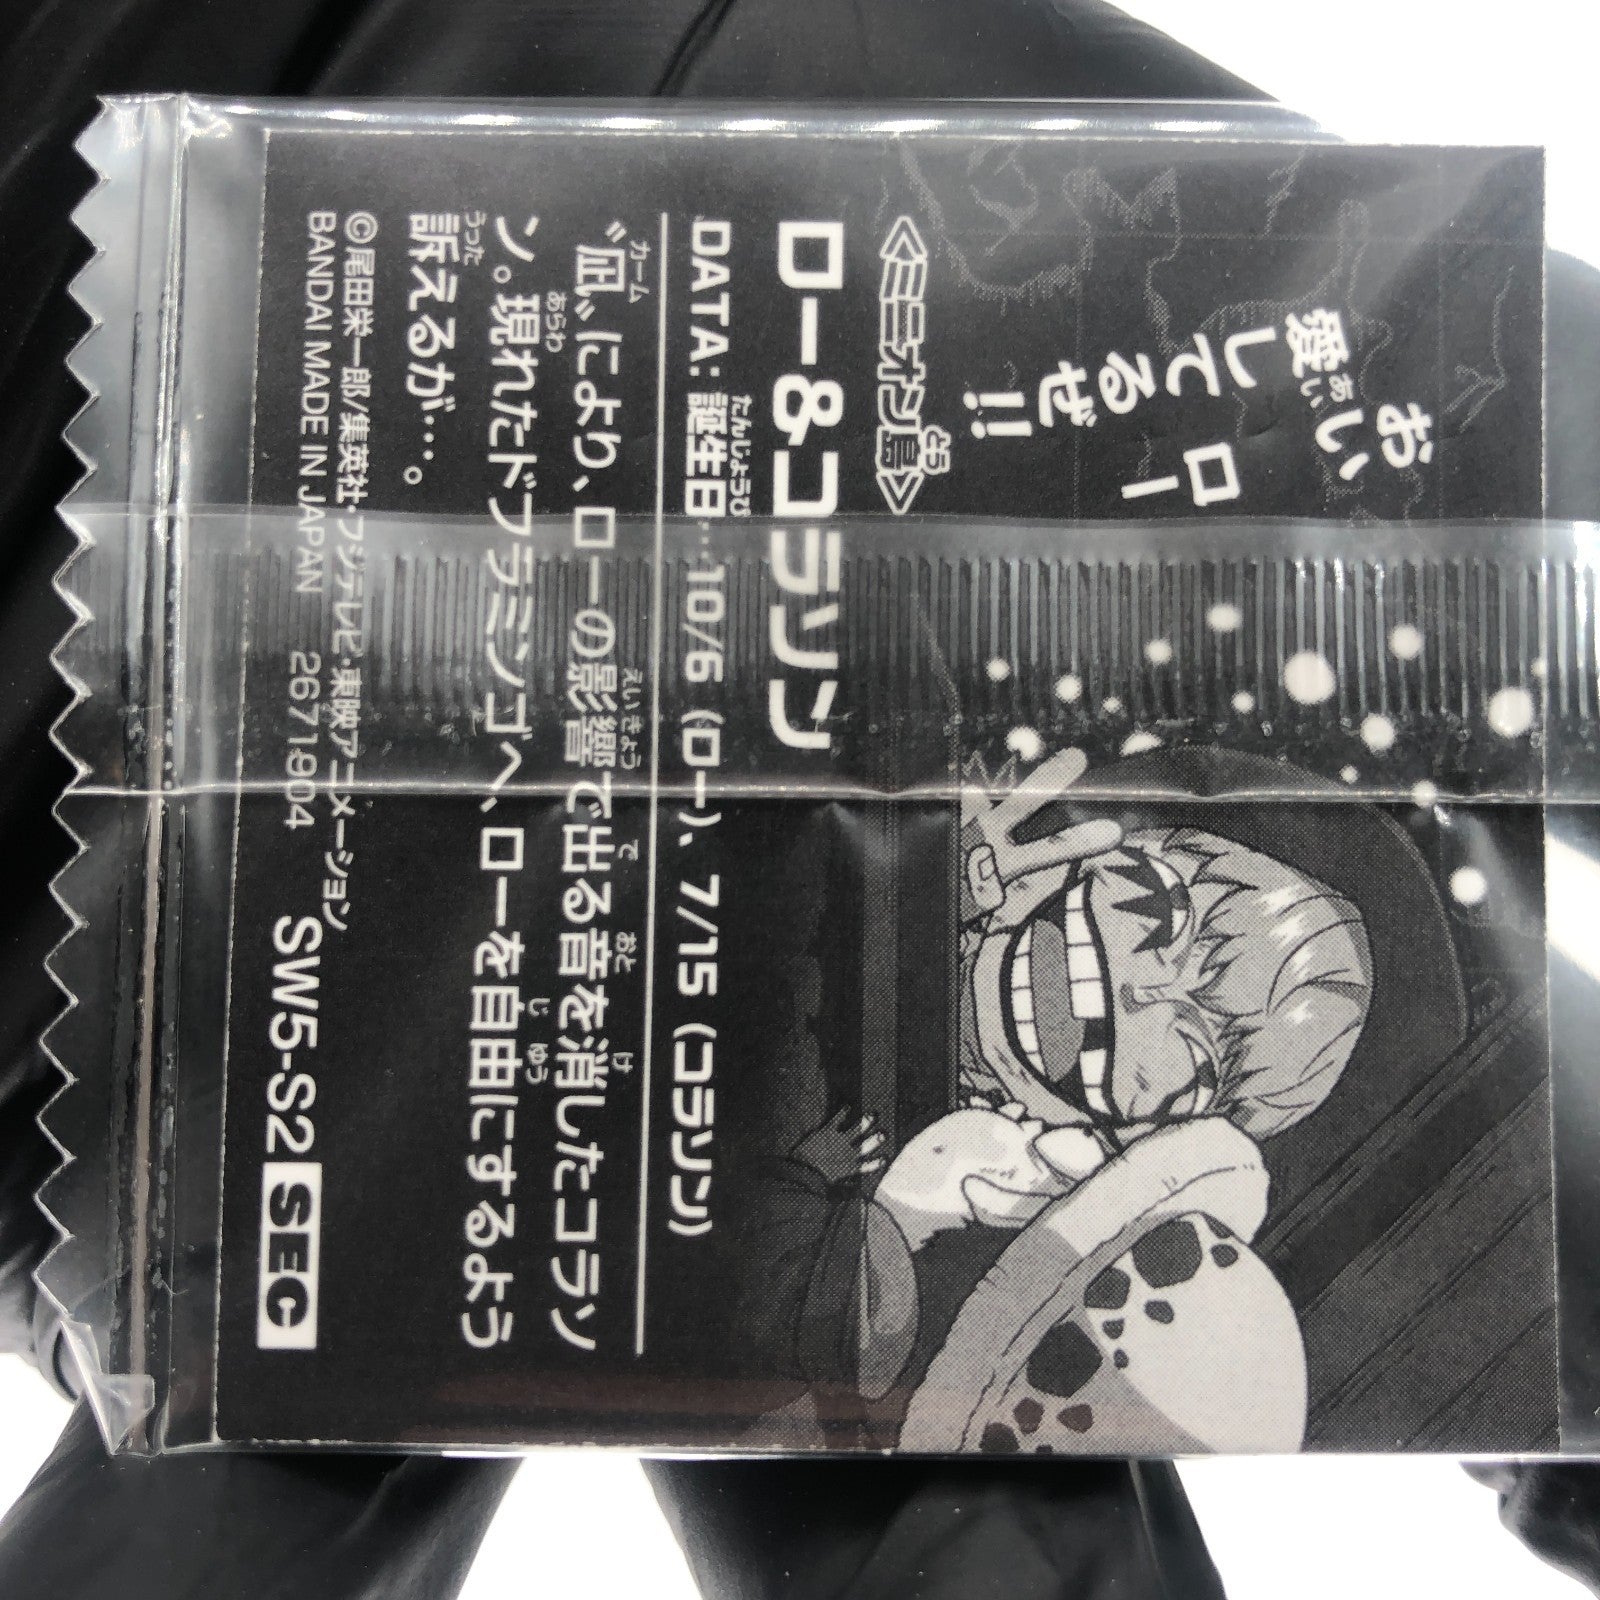 おい
愛してるぜ!!
ロー
<ミニオン島>
ロー&コラソン
DATA:誕生日…10/6（ロー）、7/15（コラソン）
“凪”により、ローの影響で出る音を消したコラソ
ン。現れたドフラミンゴへ、ローを自由にするよう
訴えるが…。
©尾田栄一郎/集英社・フジテレビ・東映アニメーション
BANDAI MADE IN JAPAN 2671904 SW5-S2 SEC